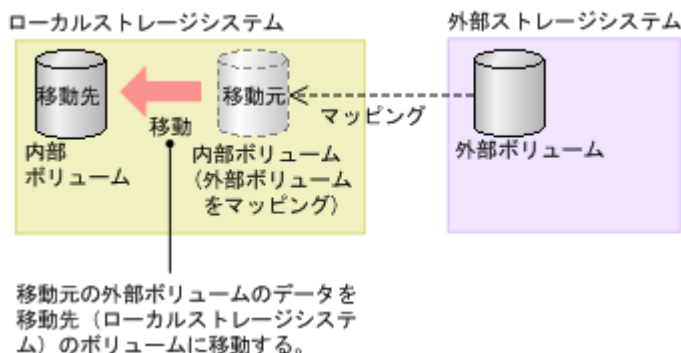 ローカルストレージシステム
外部ストレージシステム
移動先
移動元
移動
マッピング
内部
ボリューム
内部ボリューム
(外部ボリューム
をマッピング)
外部ボリューム
移動元の外部ボリュームのデータを
移動先(ローカルストレージシステ
ム)のボリュームに移動する。